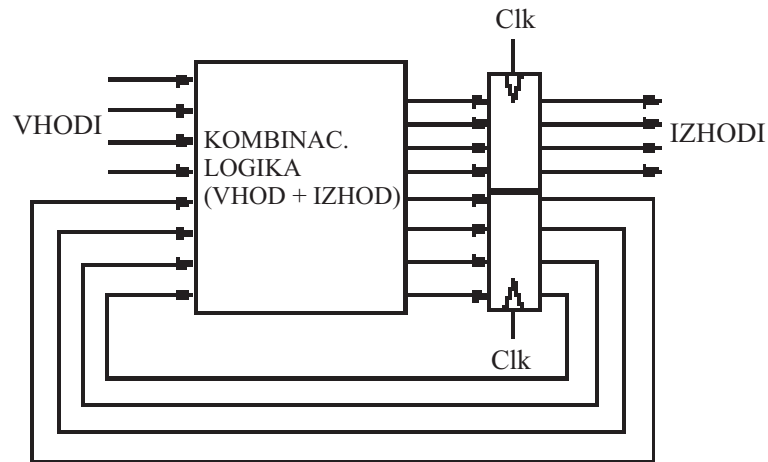 Clk
VHODI
KOMBINAC.
LOGIKA
(VHOD + IZHOD)
IZHODI
Clk